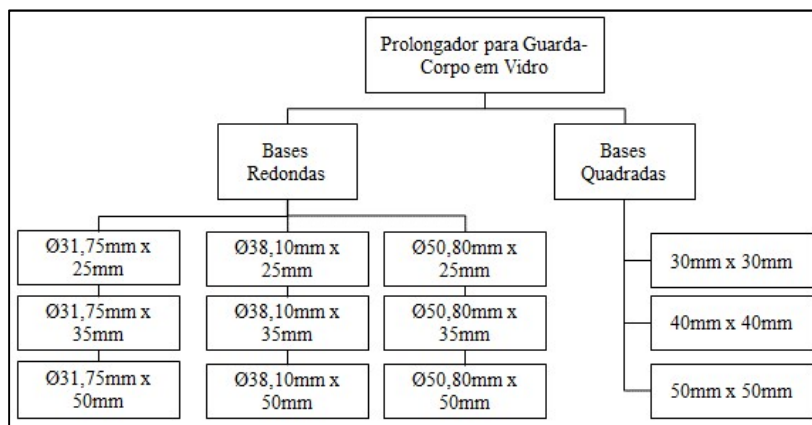 Prolongador para Guarda-
Corpo em Vidro
Bases
Redondas
Bases
Quadradas
Ø31,75mm x
25mm
Ø38,10mm x
25mm
Ø50,80mm x
25mm
30mm x 30mm
Ø31,75mm x
35mm
Ø38,10mm x
35mm
Ø50,80mm x
35mm
40mm x 40mm
Ø31,75mm x
50mm
Ø38,10mm x
50mm
Ø50,80mm x
50mm
50mm x 50mm